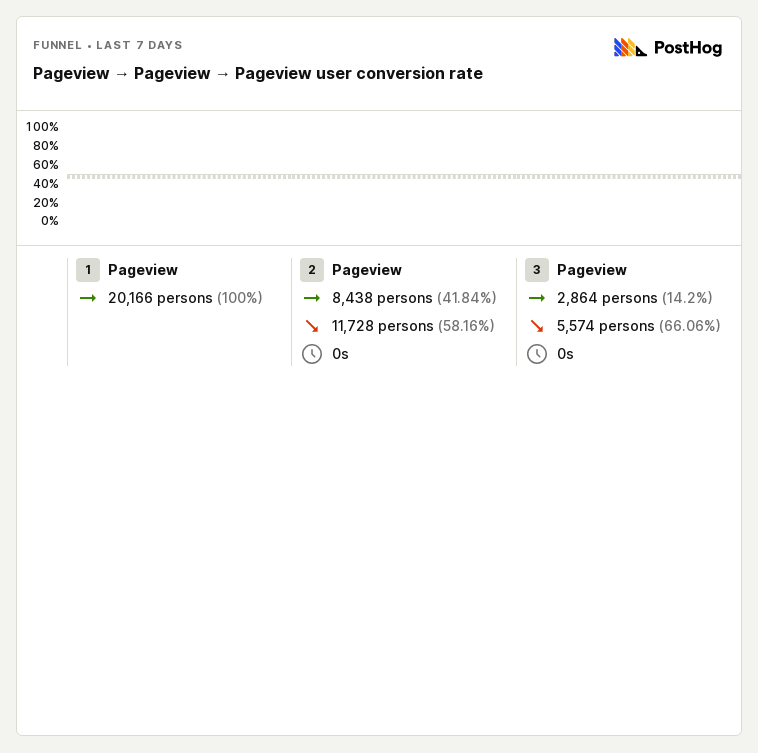 FUNNEL • LAST 7 DAYS
PostHog
Pageview → Pageview → Pageview user conversion rate
100%
80%
60%
40%
20%
0%
1 Pageview
→ 20,166 persons (100%)
2 Pageview
→ 8,438 persons (41.84%)
↘ 11,728 persons (58.16%)
0s
3 Pageview
→ 2,864 persons (14.2%)
↘ 5,574 persons (66.06%)
0s